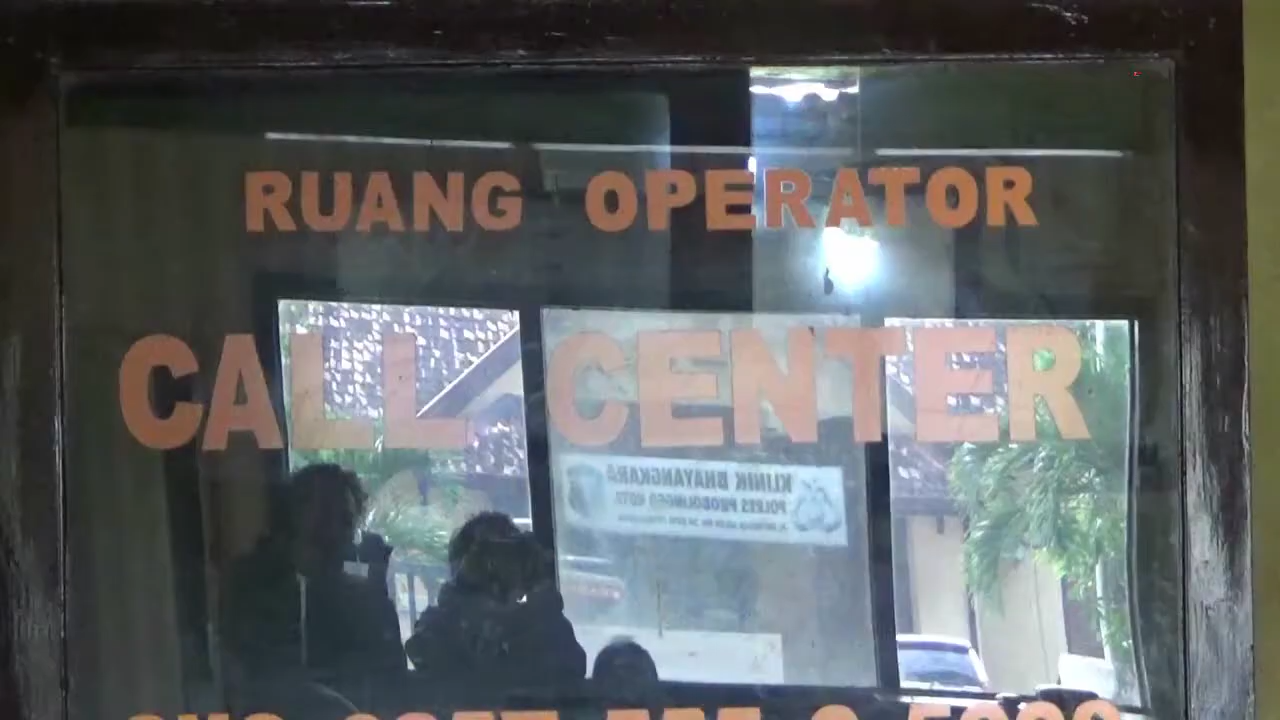 RUANG OPERATOR
CALL CENTER
KLINIK BHAYANGKARA
POLRES PROBOLINGGO KOTA